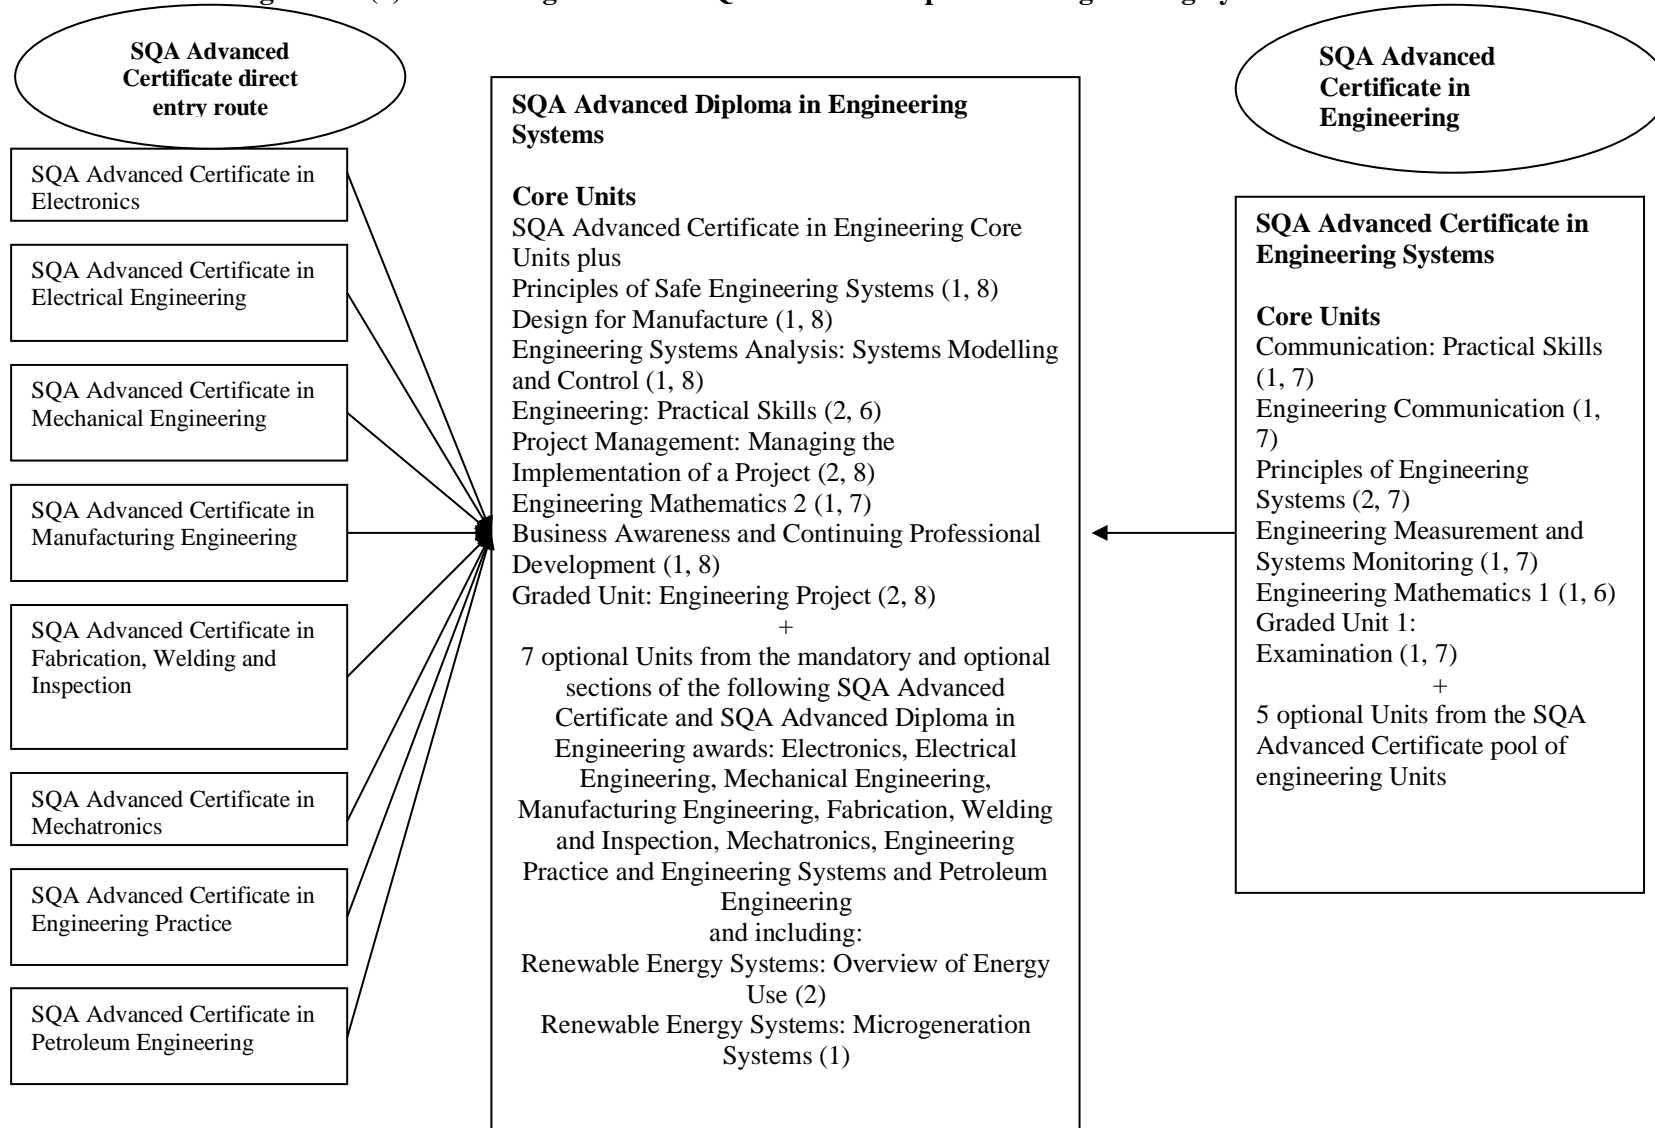 SQA Advanced
Certificate direct
entry route
SQA Advanced Certificate in
Electronics
SQA Advanced Certificate in
Electrical Engineering
SQA Advanced Certificate in
Mechanical Engineering
SQA Advanced Certificate in
Manufacturing Engineering
SQA Advanced Certificate in
Fabrication, Welding and
Inspection
SQA Advanced Certificate in
Mechatronics
SQA Advanced Certificate in
Engineering Practice
SQA Advanced Certificate in
Petroleum Engineering
SQA Advanced Diploma in Engineering
Systems
Core Units
SQA Advanced Certificate in Engineering Core
Units plus
Principles of Safe Engineering Systems (1, 8)
Design for Manufacture (1, 8)
Engineering Systems Analysis: Systems Modelling
and Control (1, 8)
Engineering: Practical Skills (2, 6)
Project Management: Managing the
Implementation of a Project (2, 8)
Engineering Mathematics 2 (1, 7)
Business Awareness and Continuing Professional
Development (1, 8)
Graded Unit: Engineering Project (2, 8)
+
7 optional Units from the mandatory and optional
sections of the following SQA Advanced
Certificate and SQA Advanced Diploma in
Engineering awards: Electronics, Electrical
Engineering, Mechanical Engineering,
Manufacturing Engineering, Fabrication, Welding
and Inspection, Mechatronics, Engineering
Practice and Engineering Systems and Petroleum
Engineering
and including:
Renewable Energy Systems: Overview of Energy
Use (2)
Renewable Energy Systems: Microgeneration
Systems (1)
SQA Advanced
Certificate in
Engineering
SQA Advanced Certificate in
Engineering Systems
Core Units
Communication: Practical Skills
(1, 7)
Engineering Communication (1,
7)
Principles of Engineering
Systems (2, 7)
Engineering Measurement and
Systems Monitoring (1, 7)
Engineering Mathematics 1 (1, 6)
Graded Unit 1:
Examination (1, 7)
+
5 optional Units from the SQA
Advanced Certificate pool of
engineering Units